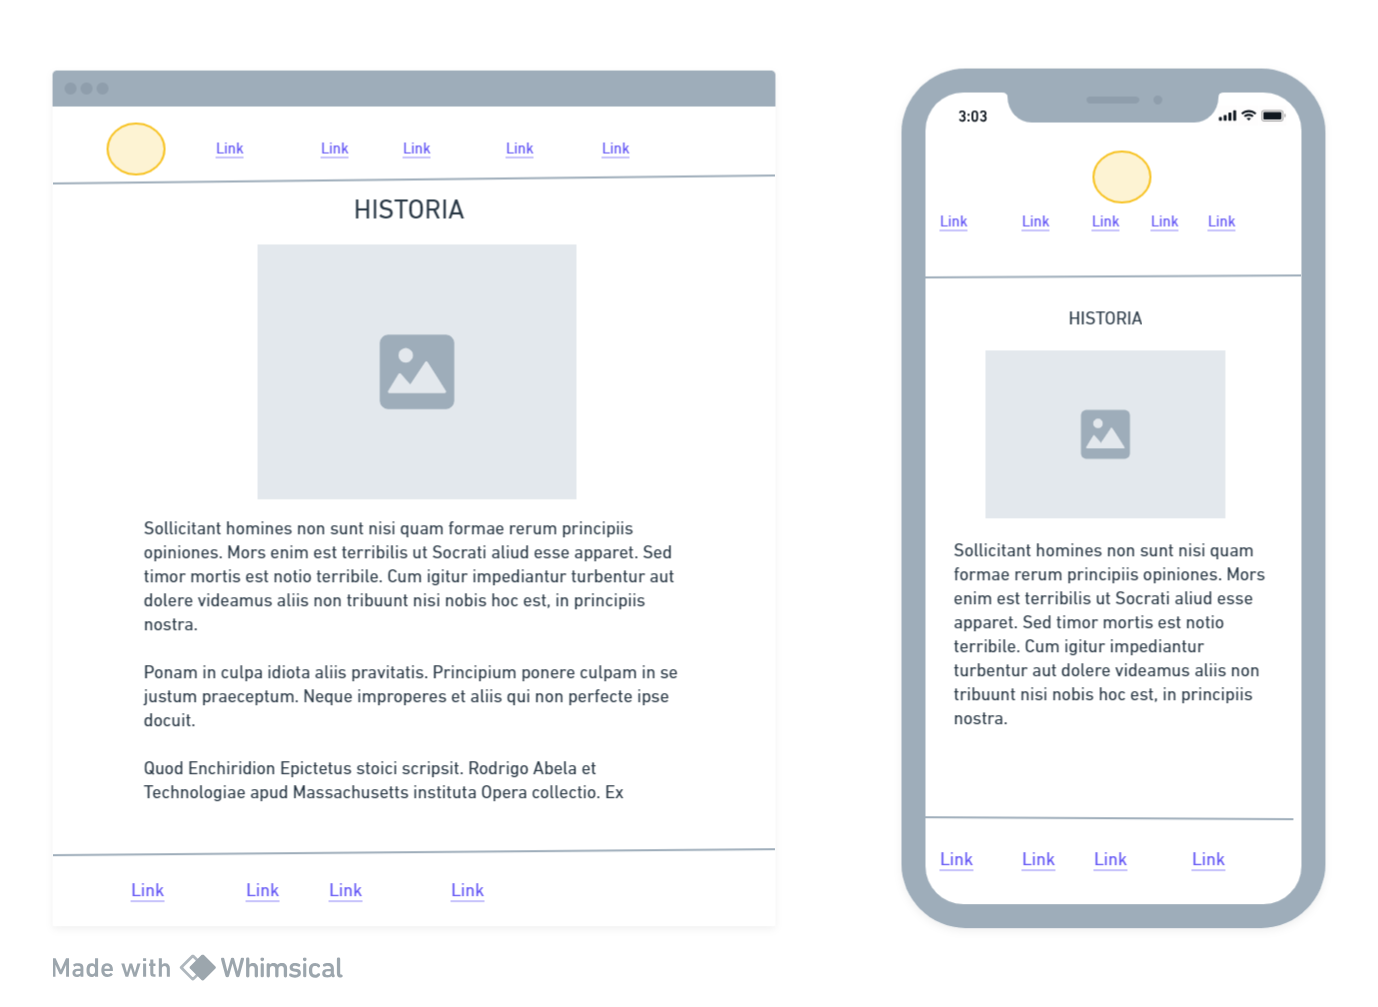 Link Link Link Link Link
HISTORIA
Sollicitant homines non sunt nisi quam formae rerum principiis
opiniones. Mors enim est terribilis ut Socrati aliud esse apparet. Sed
timor mortis est notio terribile. Cum igitur impediantur turbentur aut
dolere videamus aliis non tribuunt nisi nobis hoc est, in principiis
nostra.
Ponam in culpa idiota aliis pravitatis. Principium ponere culpam in se
justum praeceptum. Neque improperes et aliis qui non perfecte ipse
docuit.
Quod Enchiridion Epictetus stoici scripsit. Rodrigo Abela et
Technologiae apud Massachusetts instituta Opera collectio. Ex
Link Link Link Link
3:03
Link Link Link Link Link
HISTORIA
Sollicitant homines non sunt nisi quam
formae rerum principiis opiniones. Mors
enim est terribilis ut Socrati aliud esse
apparet. Sed timor mortis est notio
terribile. Cum igitur impediantur
turbentur aut dolere videamus aliis non
tribuunt nisi nobis hoc est, in principiis
nostra.
Link Link Link Link
Made with Whimsical